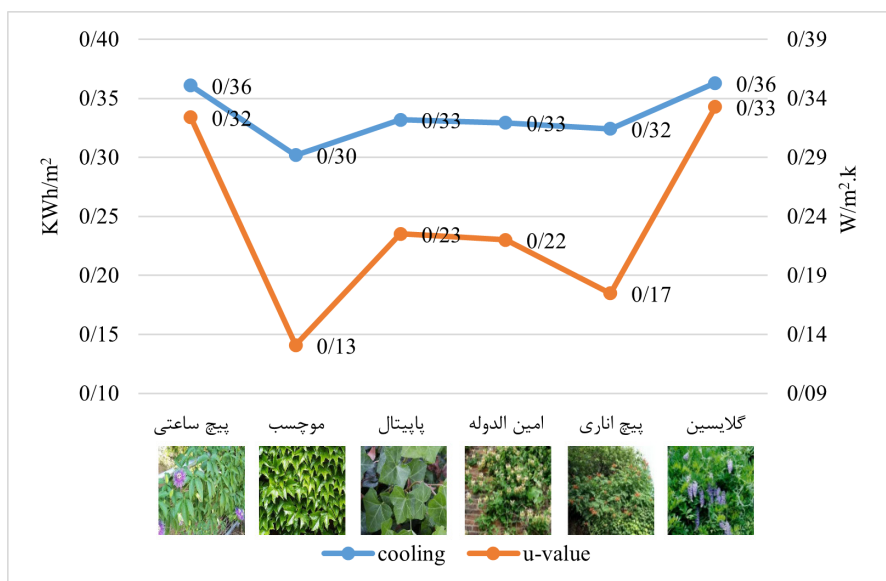 0/40
0/35
0/30
0/25
0/20
0/15
0/10
KWh/m²
0/36
0/30
0/33
0/33
0/32
0/36
0/32
0/13
0/23
0/22
0/17
0/33
0/39
0/34
0/29
0/24
0/19
0/14
0/09
W/m².k
پیچ ساعتی
موچسب
پاپیتال
امین الدوله
پیچ اناری
گلایسین
cooling
u-value